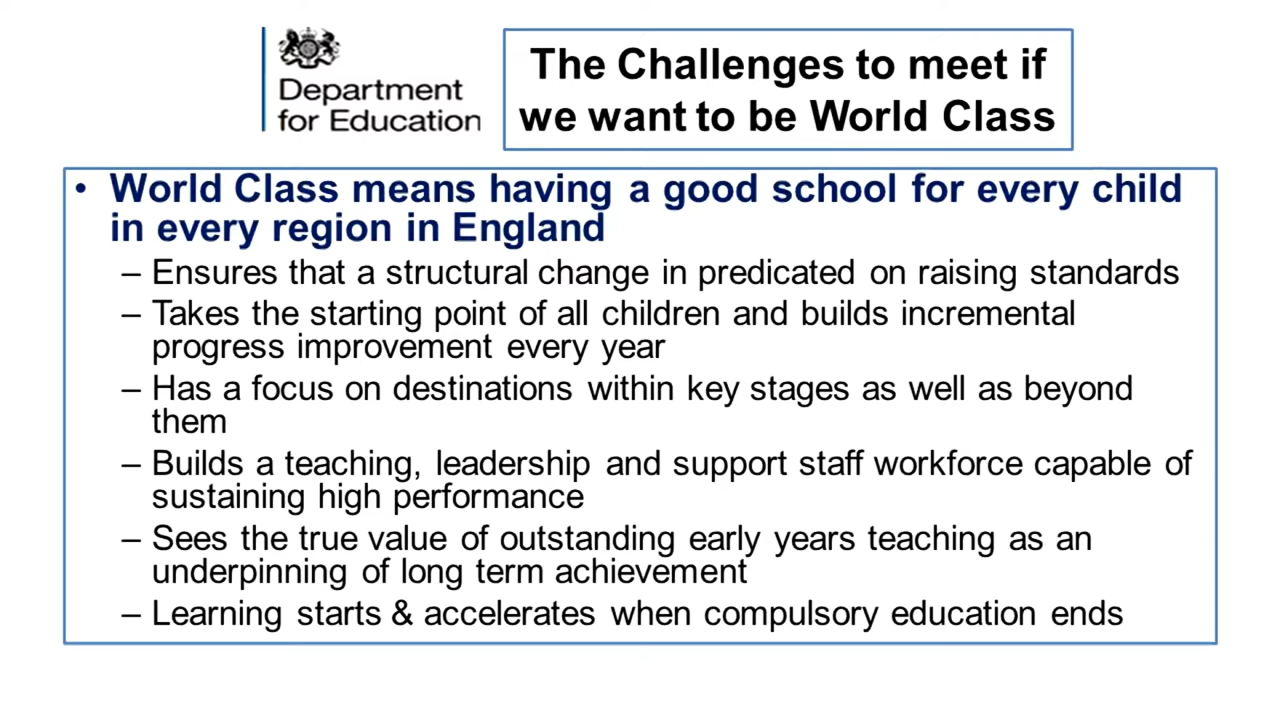 Department
for Education
The Challenges to meet if
we want to be World Class
• World Class means having a good school for every child
in every region in England
– Ensures that a structural change in predicated on raising standards
– Takes the starting point of all children and builds incremental
progress improvement every year
– Has a focus on destinations within key stages as well as beyond
them
– Builds a teaching, leadership and support staff workforce capable of
sustaining high performance
– Sees the true value of outstanding early years teaching as an
underpinning of long term achievement
– Learning starts & accelerates when compulsory education ends